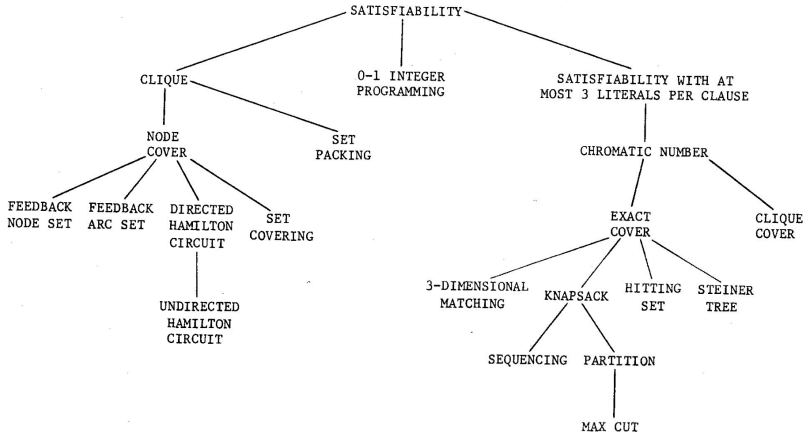 SATISFIABILITY
CLIQUE
0-1 INTEGER
PROGRAMMING
SATISFIABILITY WITH AT
MOST 3 LITERALS PER CLAUSE
NODE
COVER
SET
PACKING
CHROMATIC NUMBER
FEEDBACK
NODE SET
FEEDBACK
ARC SET
DIRECTED
HAMILTON
CIRCUIT
SET
COVERING
EXACT
COVER
CLIQUE
COVER
3-DIMENSIONAL
MATCHING
KNAPSACK
HITTING
SET
STEINER
TREE
UNDIRECTED
HAMILTON
CIRCUIT
SEQUENCING
PARTITION
MAX CUT